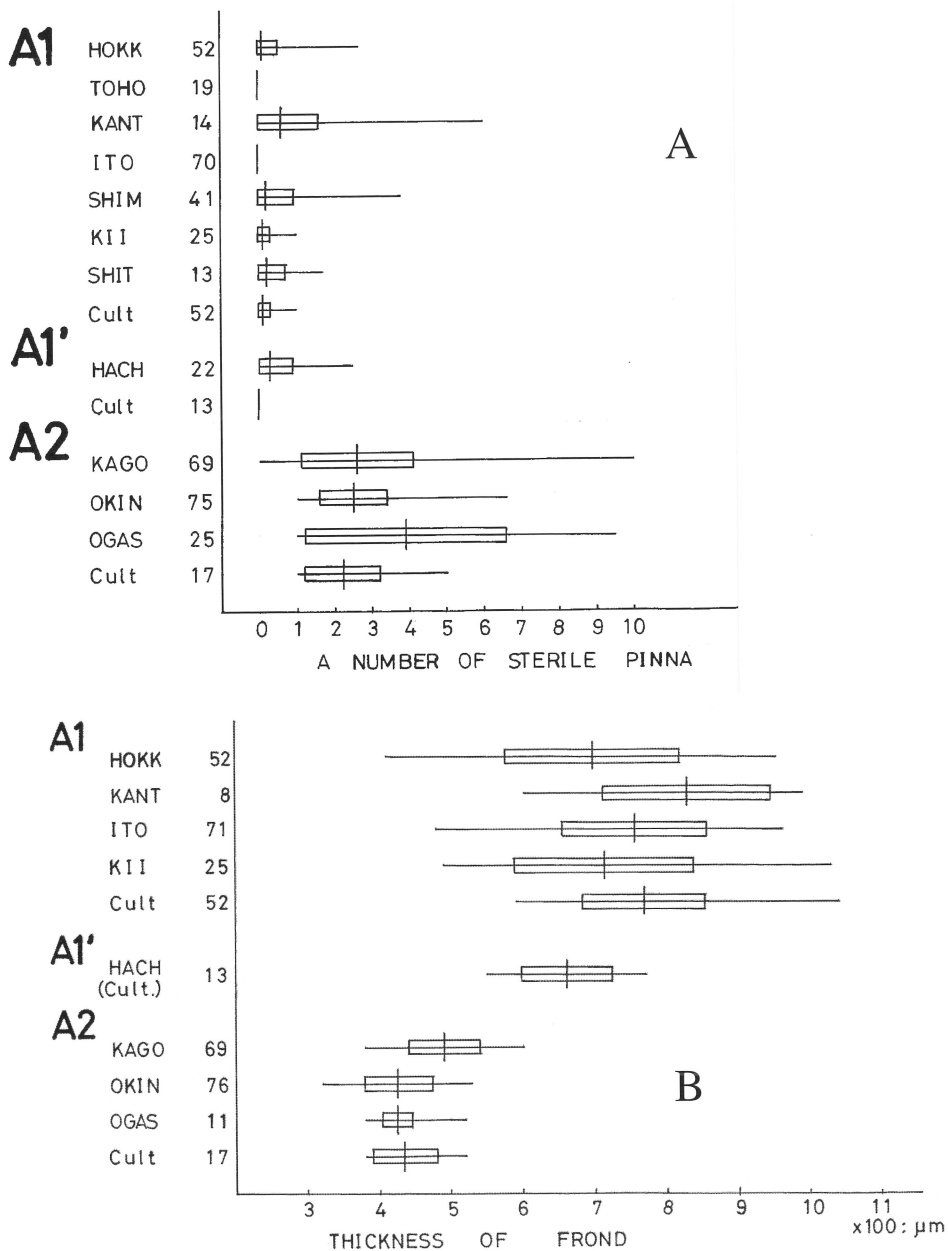 A1 HOKK 52
TOHO 19
KANT 14
ITO 70
SHIM 41
KII 25
SHIT 13
Cult 52
A1' HACH 22
Cult 13
A2 KAGO 69
OKIN 75
OGAS 25
Cult 17
A
0 1 2 3 4 5 6 7 8 9 10
A NUMBER OF STERILE PINNA
A1 HOKK 52
KANT 8
ITO 71
KII 25
Cult 52
A1' HACH 13
(Cult.)
A2 KAGO 69
OKIN 76
OGAS 11
Cult 17
B
3 4 5 6 7 8 9 10 11
x100: μm
THICKNESS OF FROND